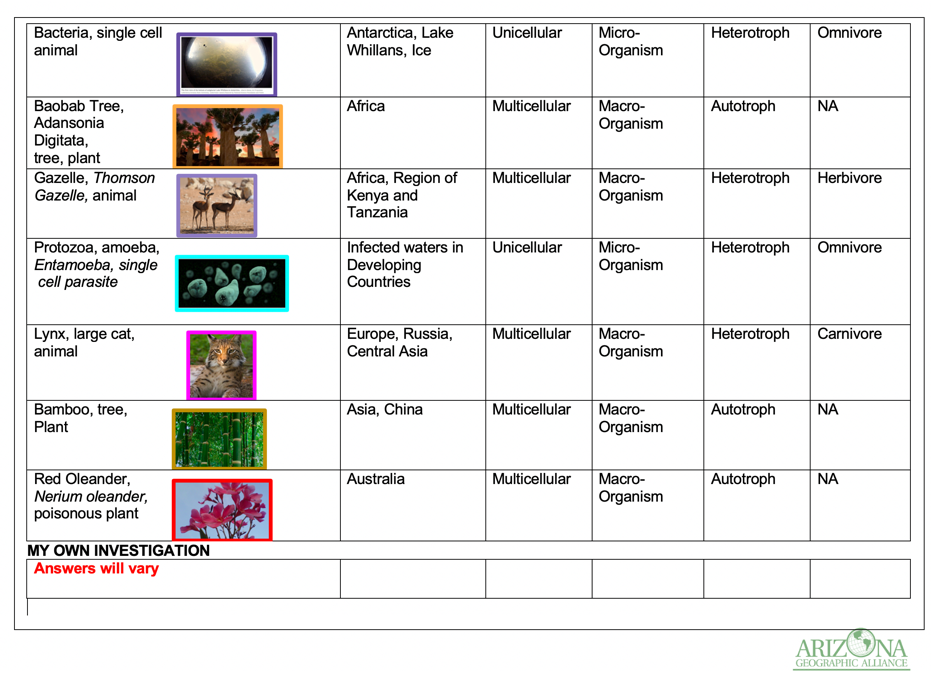 Bacteria, single cell
animal
Antarctica, Lake
Whillans, Ice
Unicellular
Micro-
Organism
Heterotroph
Omnivore
Baobab Tree,
Adansonia
Digitata,
tree, plant
Africa
Multicellular
Macro-
Organism
Autotroph
NA
Gazelle, Thomson
Gazelle, animal
Africa, Region of
Kenya and
Tanzania
Multicellular
Macro-
Organism
Heterotroph
Herbivore
Protozoa, amoeba,
Entamoeba, single
cell parasite
Infected waters in
Developing
Countries
Unicellular
Micro-
Organism
Heterotroph
Omnivore
Lynx, large cat,
animal
Europe, Russia,
Central Asia
Multicellular
Macro-
Organism
Heterotroph
Carnivore
Bamboo, tree,
Plant
Asia, China
Multicellular
Macro-
Organism
Autotroph
NA
Red Oleander,
Nerium oleander,
poisonous plant
Australia
Multicellular
Macro-
Organism
Autotroph
NA
MY OWN INVESTIGATION
Answers will vary
ARIZONA
GEOGRAPHIC ALLIANCE